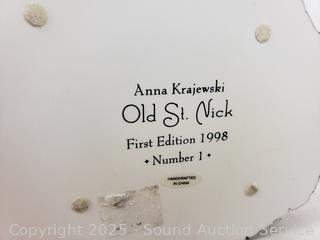 Anna Krajewski
Old St. Nick
First Edition 1998
• Number 1 •
HANDCRAFTED
IN CHINA
Copyright 2025 - Sound Auction Service